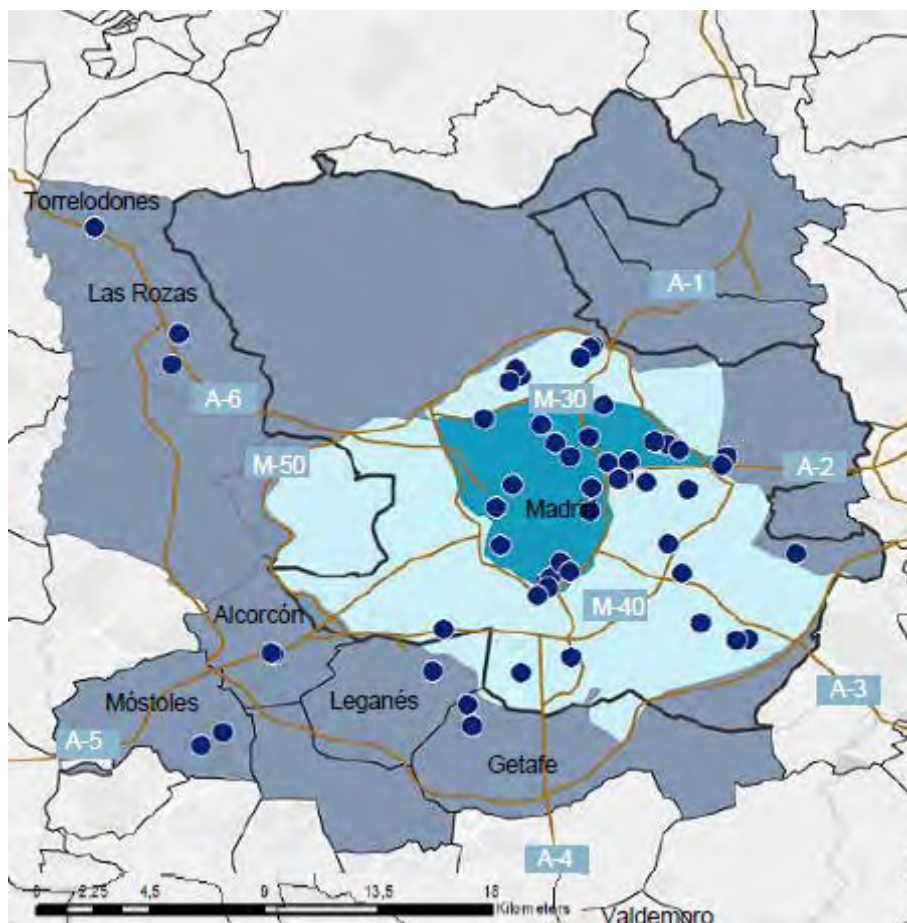 Torrelodones
A-1
Las Rozas
A-6
M-30
M-50
A-2
Madrid
M-40
Alcorcón
Móstoles
Leganés
A-3
A-5
Getafe
A-4
0 2,25 4,5 9 13,5 18
Kilometers
Valdemoro